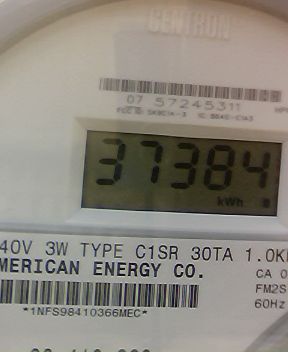 CENTRON
07 57245311
37384
kWh
40V 3W TYPE C1SR 30TA 1.0K
MERICAN ENERGY CO.
CA 0
FM2S
60Hz
*1NFS98410366MEC*